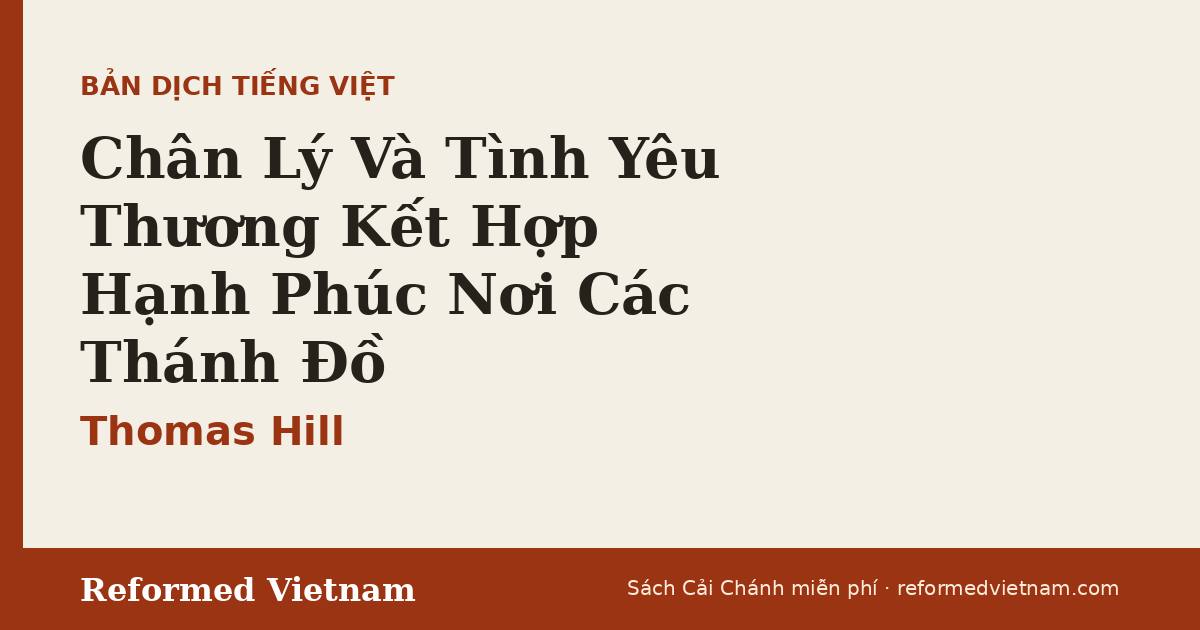 BẢN DỊCH TIẾNG VIỆT
Chân Lý Và Tình Yêu
Thương Kết Hợp
Hạnh Phúc Nơi Các
Thánh Đồ
Thomas Hill
Reformed Vietnam
Sách Cải Chánh miễn phí · reformedvietnam.com